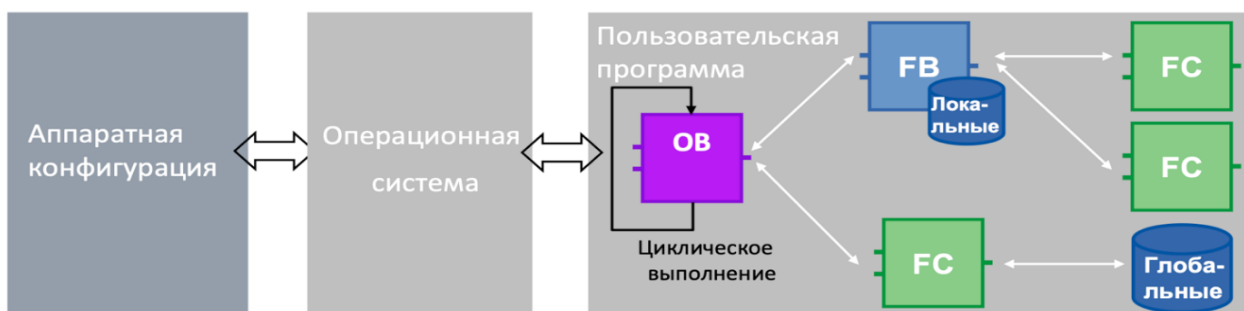 Аппаратная
конфигурация
Операционная
система
Пользовательская
программа
OB
Циклическое
выполнение
FB
Лока-
льные
FC
FC
FC
Глоба-
льные